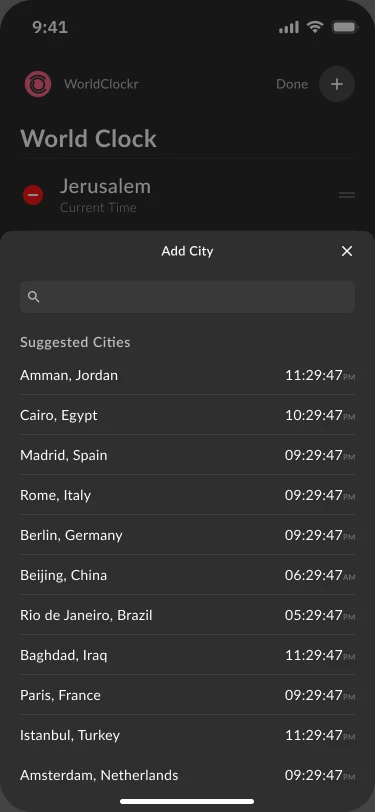 9:41
WorldClockr
Done
World Clock
Jerusalem
Current Time
Add City
Suggested Cities
Amman, Jordan 11:29:47PM
Cairo, Egypt 10:29:47PM
Madrid, Spain 09:29:47PM
Rome, Italy 09:29:47PM
Berlin, Germany 09:29:47PM
Beijing, China 06:29:47AM
Rio de Janeiro, Brazil 05:29:47PM
Baghdad, Iraq 11:29:47PM
Paris, France 09:29:47PM
Istanbul, Turkey 11:29:47PM
Amsterdam, Netherlands 09:29:47PM